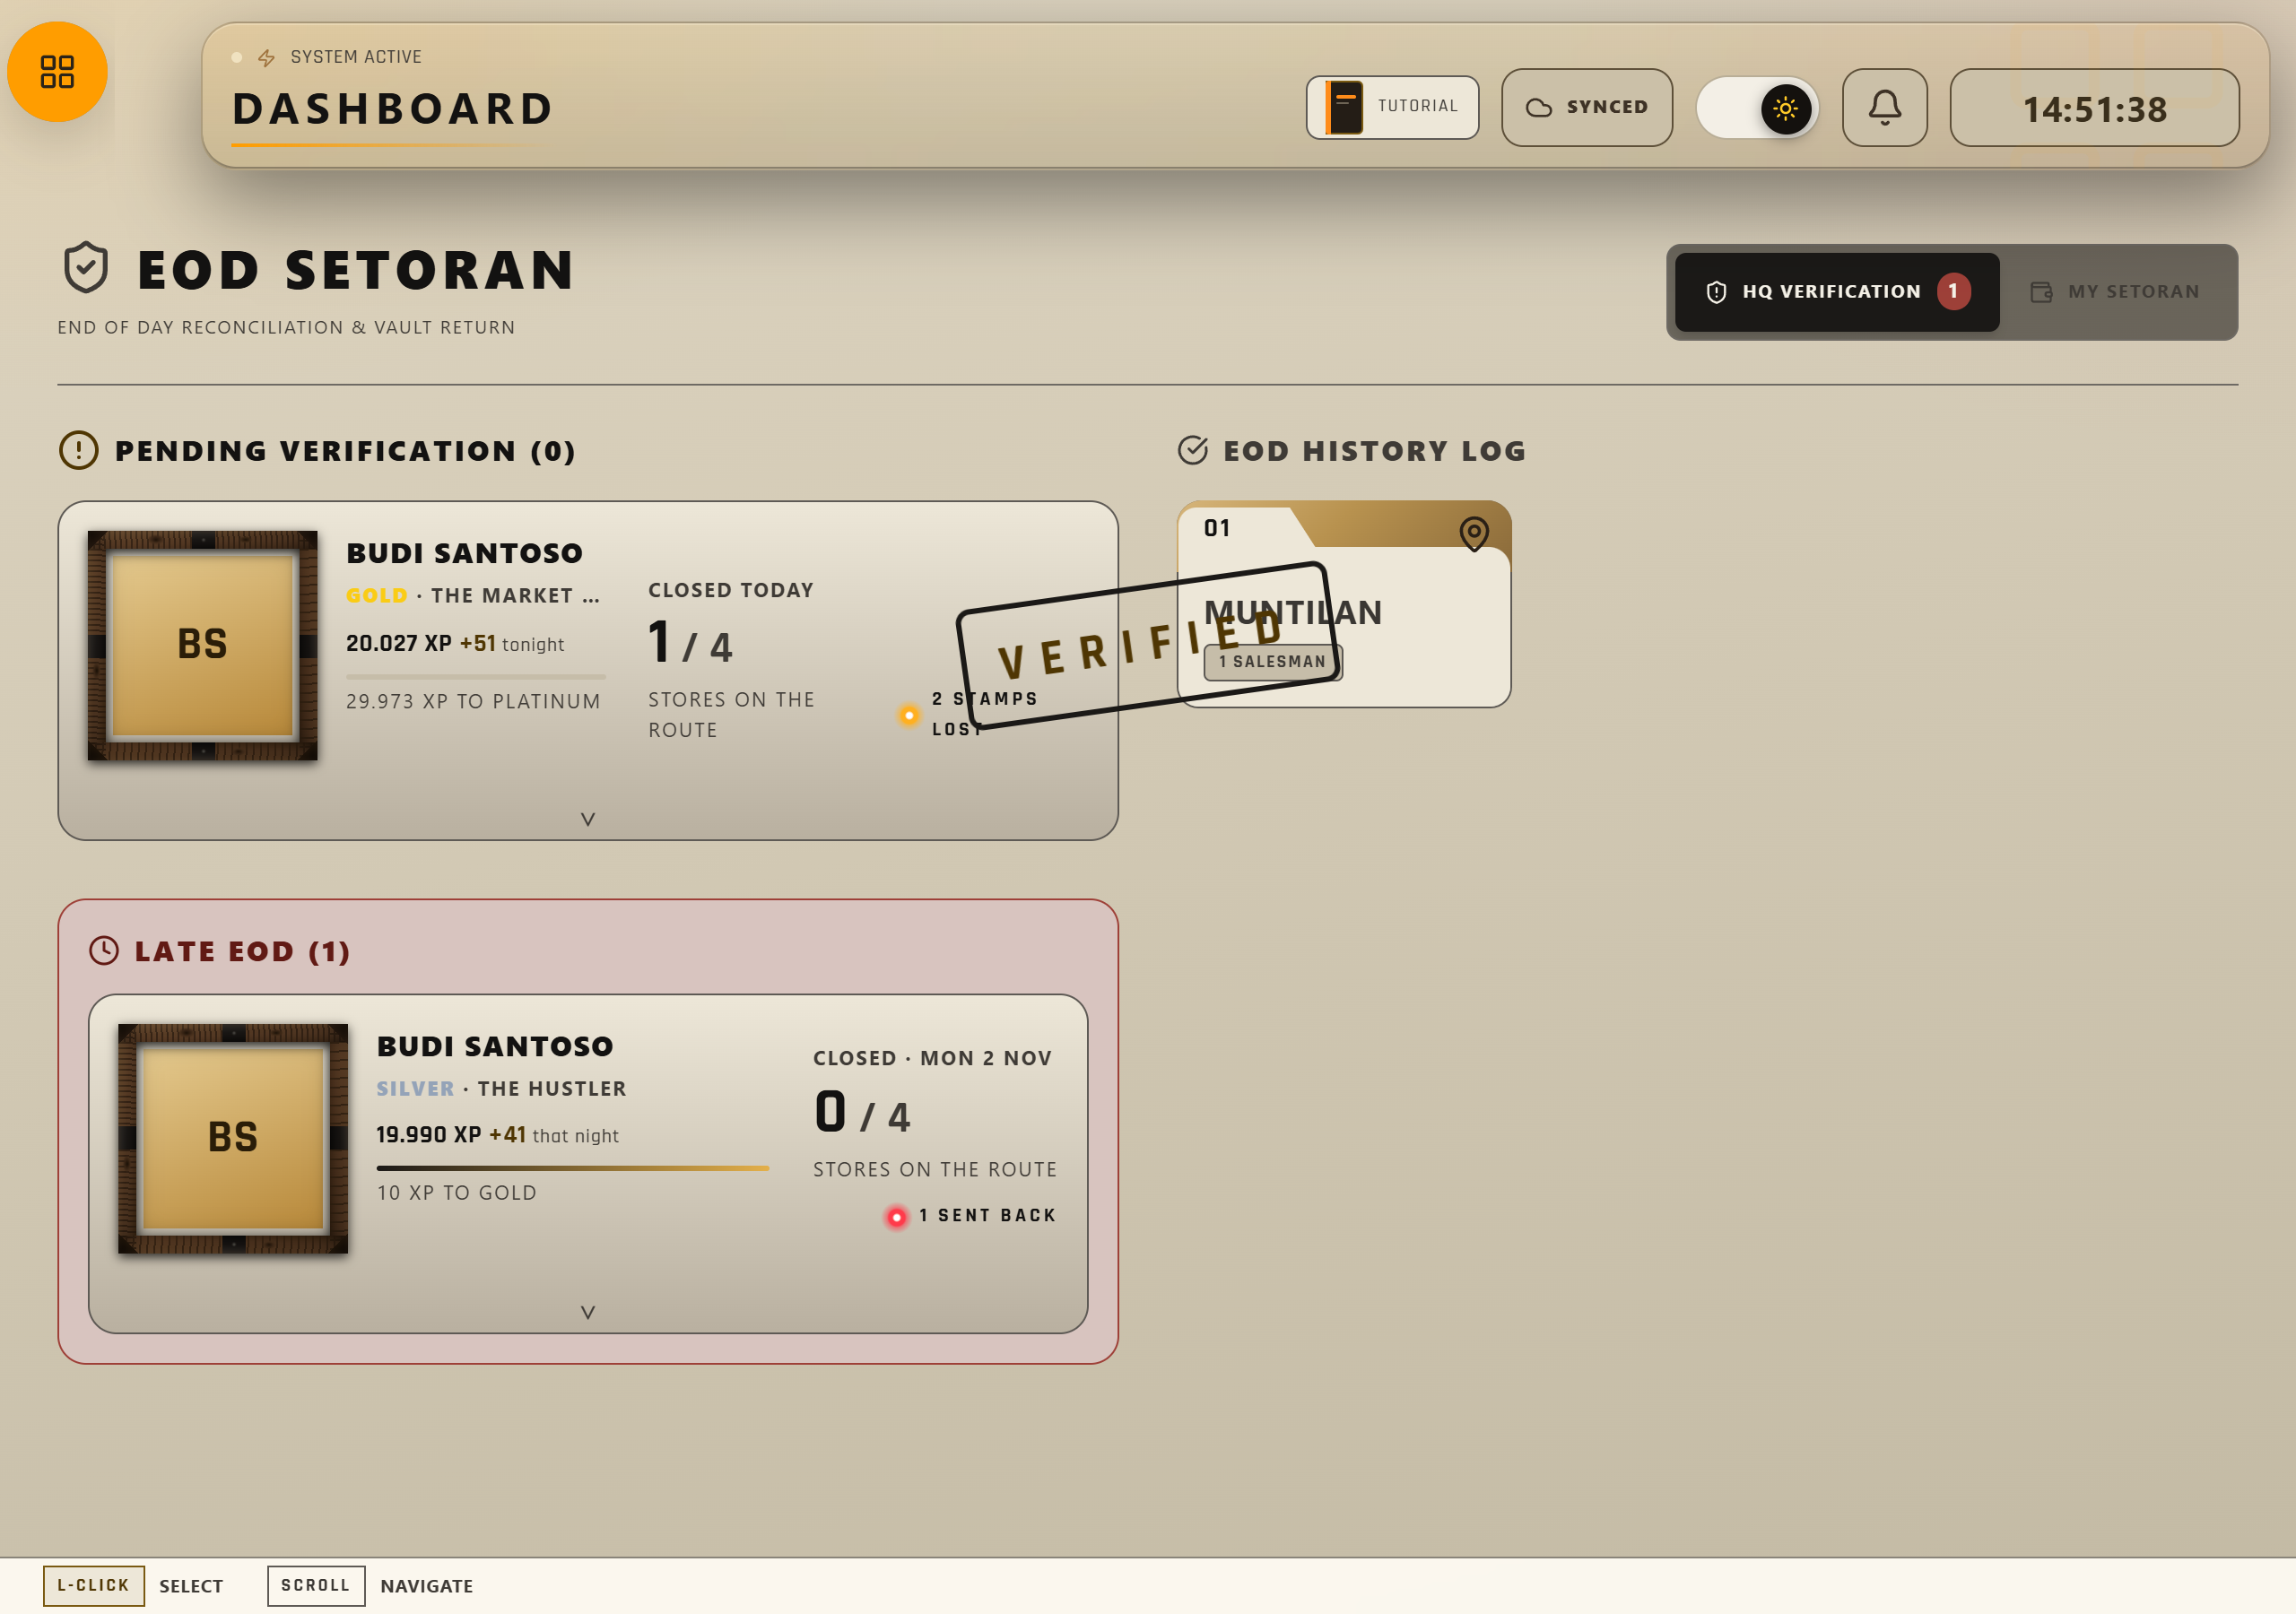 SYSTEM ACTIVE
DASHBOARD
TUTORIAL
SYNCED
14:51:38
EOD SETORAN
END OF DAY RECONCILIATION & VAULT RETURN
HQ VERIFICATION 1
MY SETORAN
PENDING VERIFICATION (0)
BS
BUDI SANTOSO
GOLD · THE MARKET ...
20.027 XP +51 tonight
29.973 XP TO PLATINUM
CLOSED TODAY
1 / 4
STORES ON THE
ROUTE
2 STAMPS
LOST
VERIFIED
EOD HISTORY LOG
01
MUNTILAN
1 SALESMAN
LATE EOD (1)
BS
BUDI SANTOSO
SILVER · THE HUSTLER
19.990 XP +41 that night
10 XP TO GOLD
CLOSED · MON 2 NOV
0 / 4
STORES ON THE ROUTE
1 SENT BACK
L-CLICK SELECT
SCROLL NAVIGATE